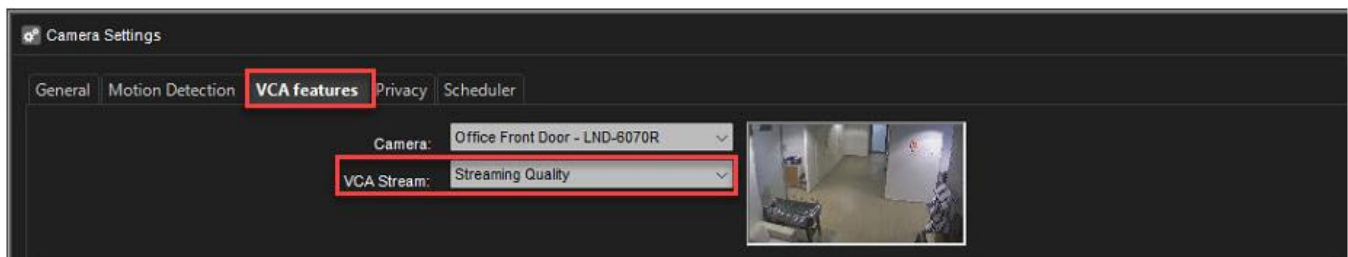 Camera Settings
General Motion Detection VCA features Privacy Scheduler
Camera: Office Front Door - LND-6070R
VCA Stream: Streaming Quality